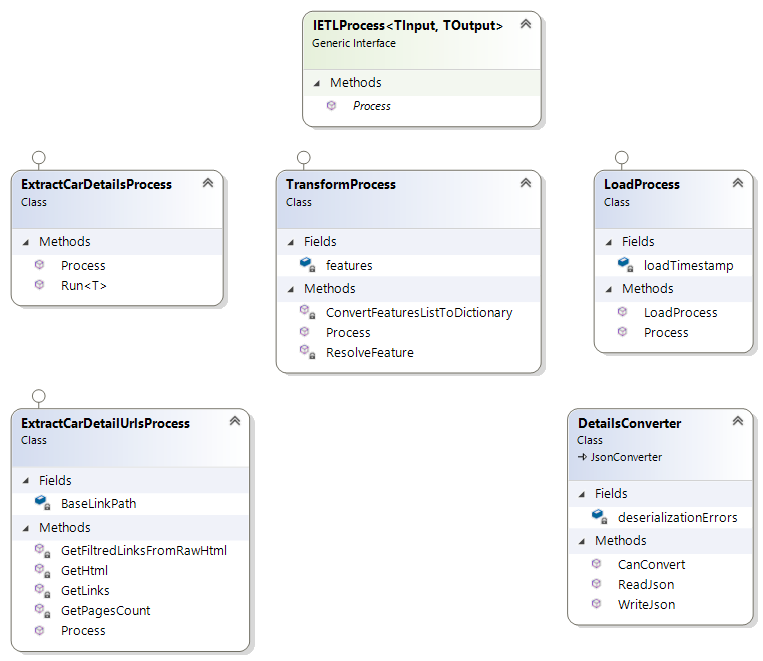 IETLProcess<TInput, TOutput>
Generic Interface
Methods
Process
ExtractCarDetailsProcess
Class
Methods
Process
Run<T>
TransformProcess
Class
Fields
features
Methods
ConvertFeaturesListToDictionary
Process
ResolveFeature
LoadProcess
Class
Fields
loadTimestamp
Methods
LoadProcess
Process
ExtractCarDetailUrlsProcess
Class
Fields
BaseLinkPath
Methods
GetFiltredLinksFromRawHtml
GetHtml
GetLinks
GetPagesCount
Process
DetailsConverter
Class
JsonConverter
Fields
deserializationErrors
Methods
CanConvert
ReadJson
WriteJson